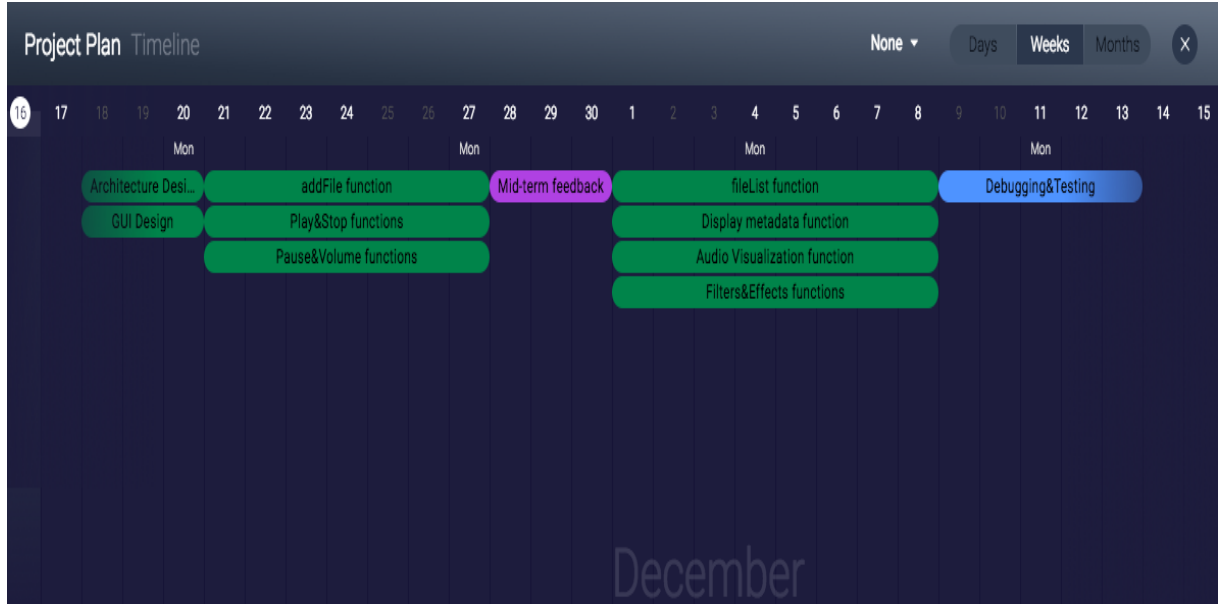 Project Plan Timeline None Days Weeks Months X
16 17 18 19 20 21 22 23 24 25 26 27 28 29 30 1 2 3 4 5 6 7 8 9 10 11 12 13 14 15
Mon Mon Mon Mon
Architecture Desi... addFile function Mid-term feedback fileList function Debugging&Testing
GUI Design Play&Stop functions Display metadata function
Pause&Volume functions Audio Visualization function
Filters&Effects functions
December